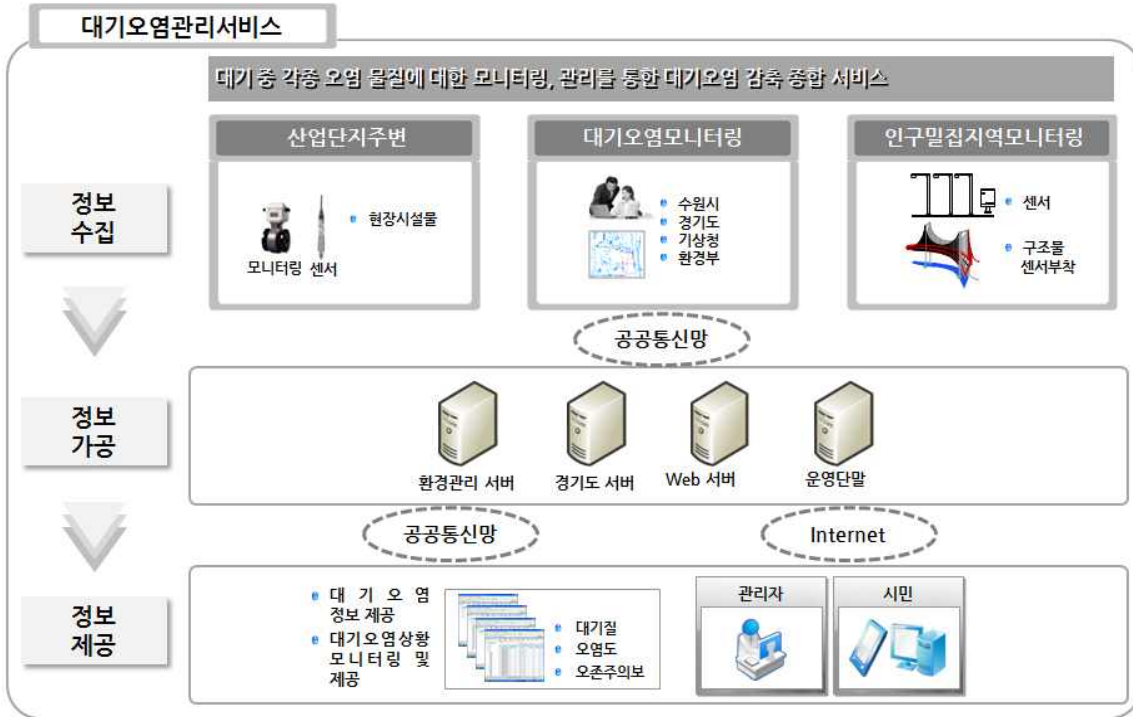 대기오염관리서비스
대기 중 각종 오염 물질에 대한 모니터링, 관리를 통한 대기오염 감축 종합 서비스
산업단지주변
대기오염모니터링
인구밀집지역모니터링
정보
수집
현장시설물
모니터링 센서
수원시
경기도
기상청
환경부
센서
구조물
센서부착
공공통신망
정보
가공
환경관리 서버
경기도 서버
Web 서버
운영단말
공공통신망
Internet
정보
제공
대 기 오 염
정보 제공
대기오염상황
모니터링 및
제공
대기질
오염도
오존주의보
관리자
시민